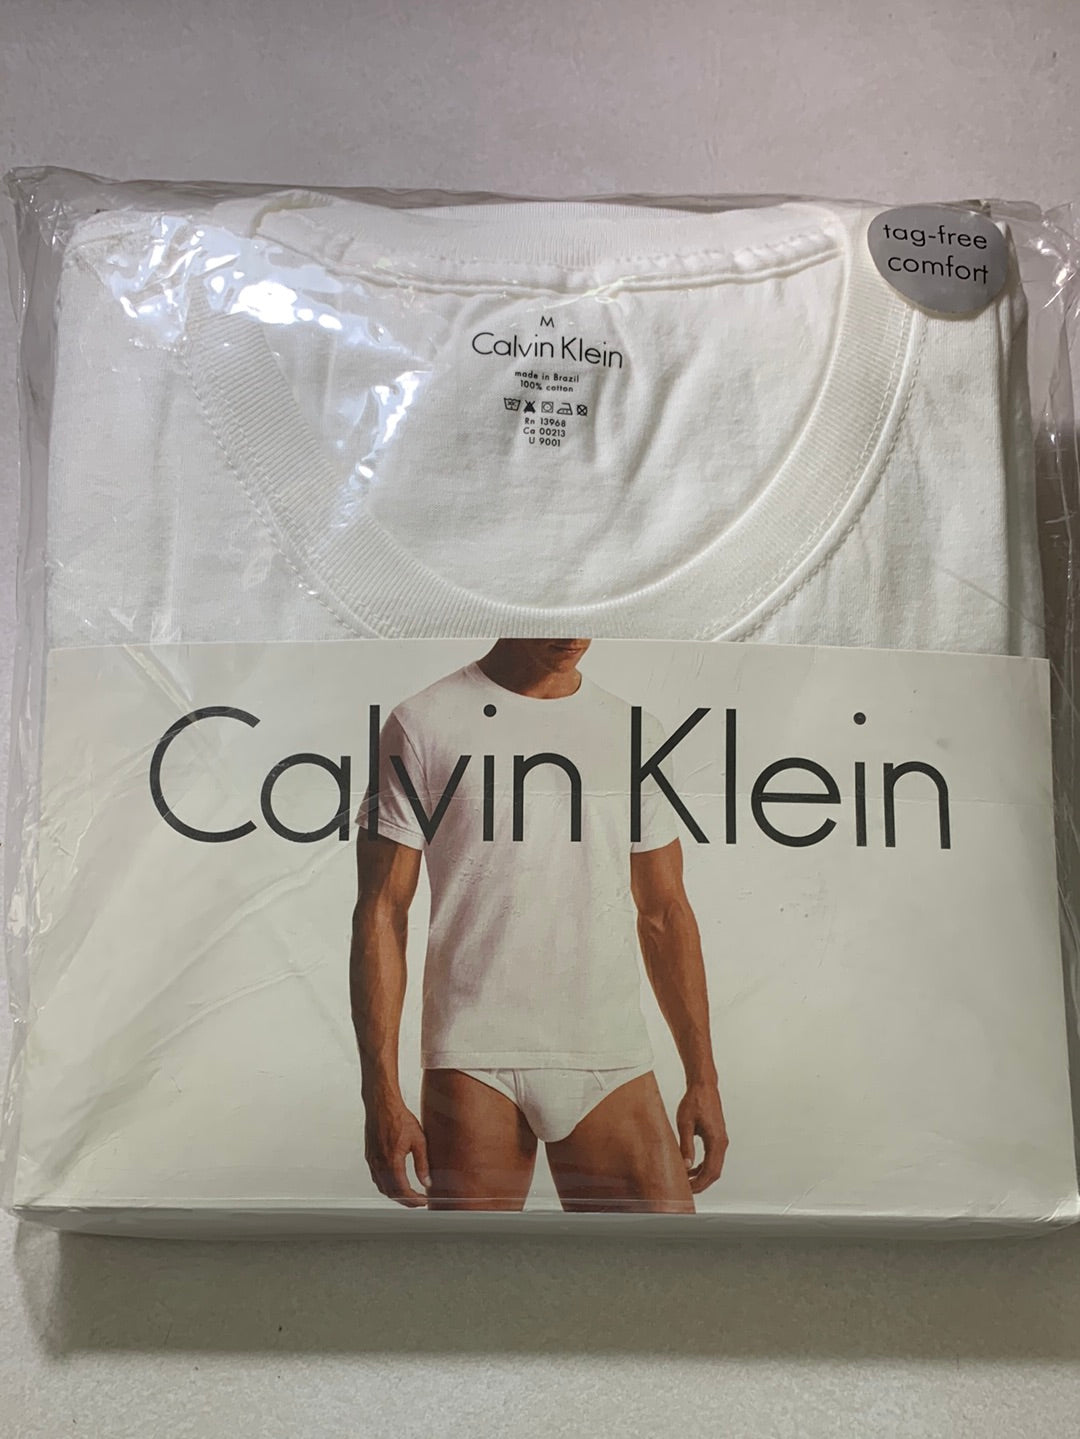 tag-free
comfort
M
Calvin Klein
made in Brazil
100% cotton
Rn 13968
Ca 00213
U 9001
Calvin Klein